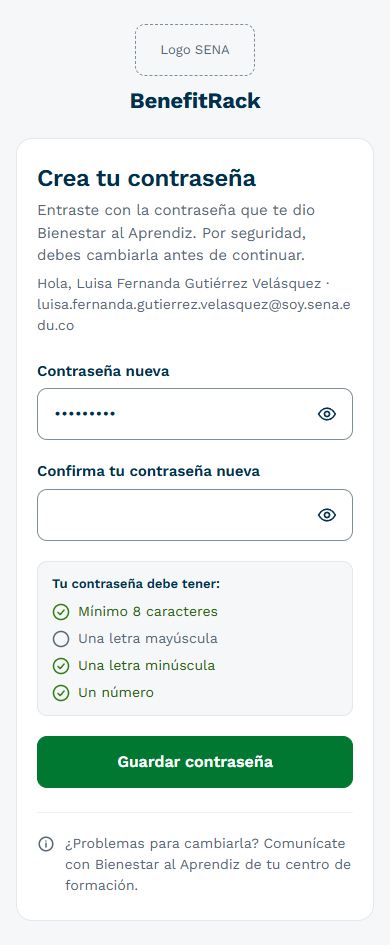 Logo SENA
BenefitRack
Crea tu contraseña
Entraste con la contraseña que te dio
Bienestar al Aprendiz. Por seguridad,
debes cambiarla antes de continuar.
Hola, Luisa Fernanda Gutiérrez Velásquez ·
luisa.fernanda.gutierrez.velasquez@soy.sena.e
du.co
Contraseña nueva
•••••••••
Confirma tu contraseña nueva
Tu contraseña debe tener:
Mínimo 8 caracteres
Una letra mayúscula
Una letra minúscula
Un número
Guardar contraseña
¿Problemas para cambiarla? Comunícate
con Bienestar al Aprendiz de tu centro de
formación.